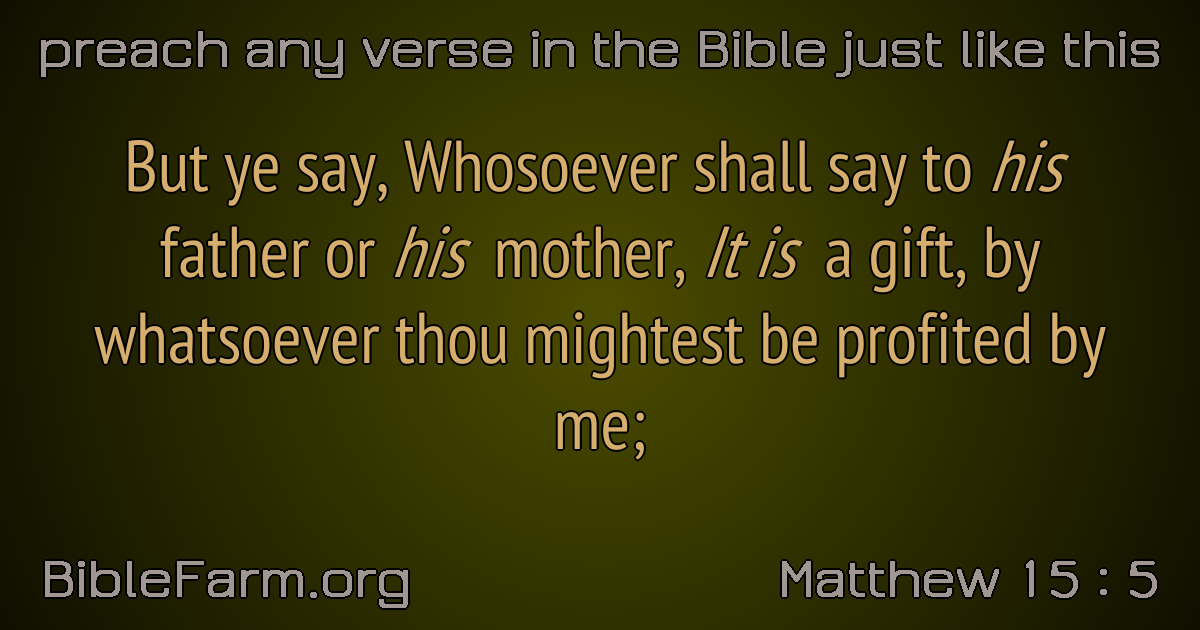 preach any verse in the Bible just like this
But ye say, Whosoever shall say to his
father or his mother, It is a gift, by
whatsoever thou mightest be profited by
me;
BibleFarm.org
Matthew 15 : 5